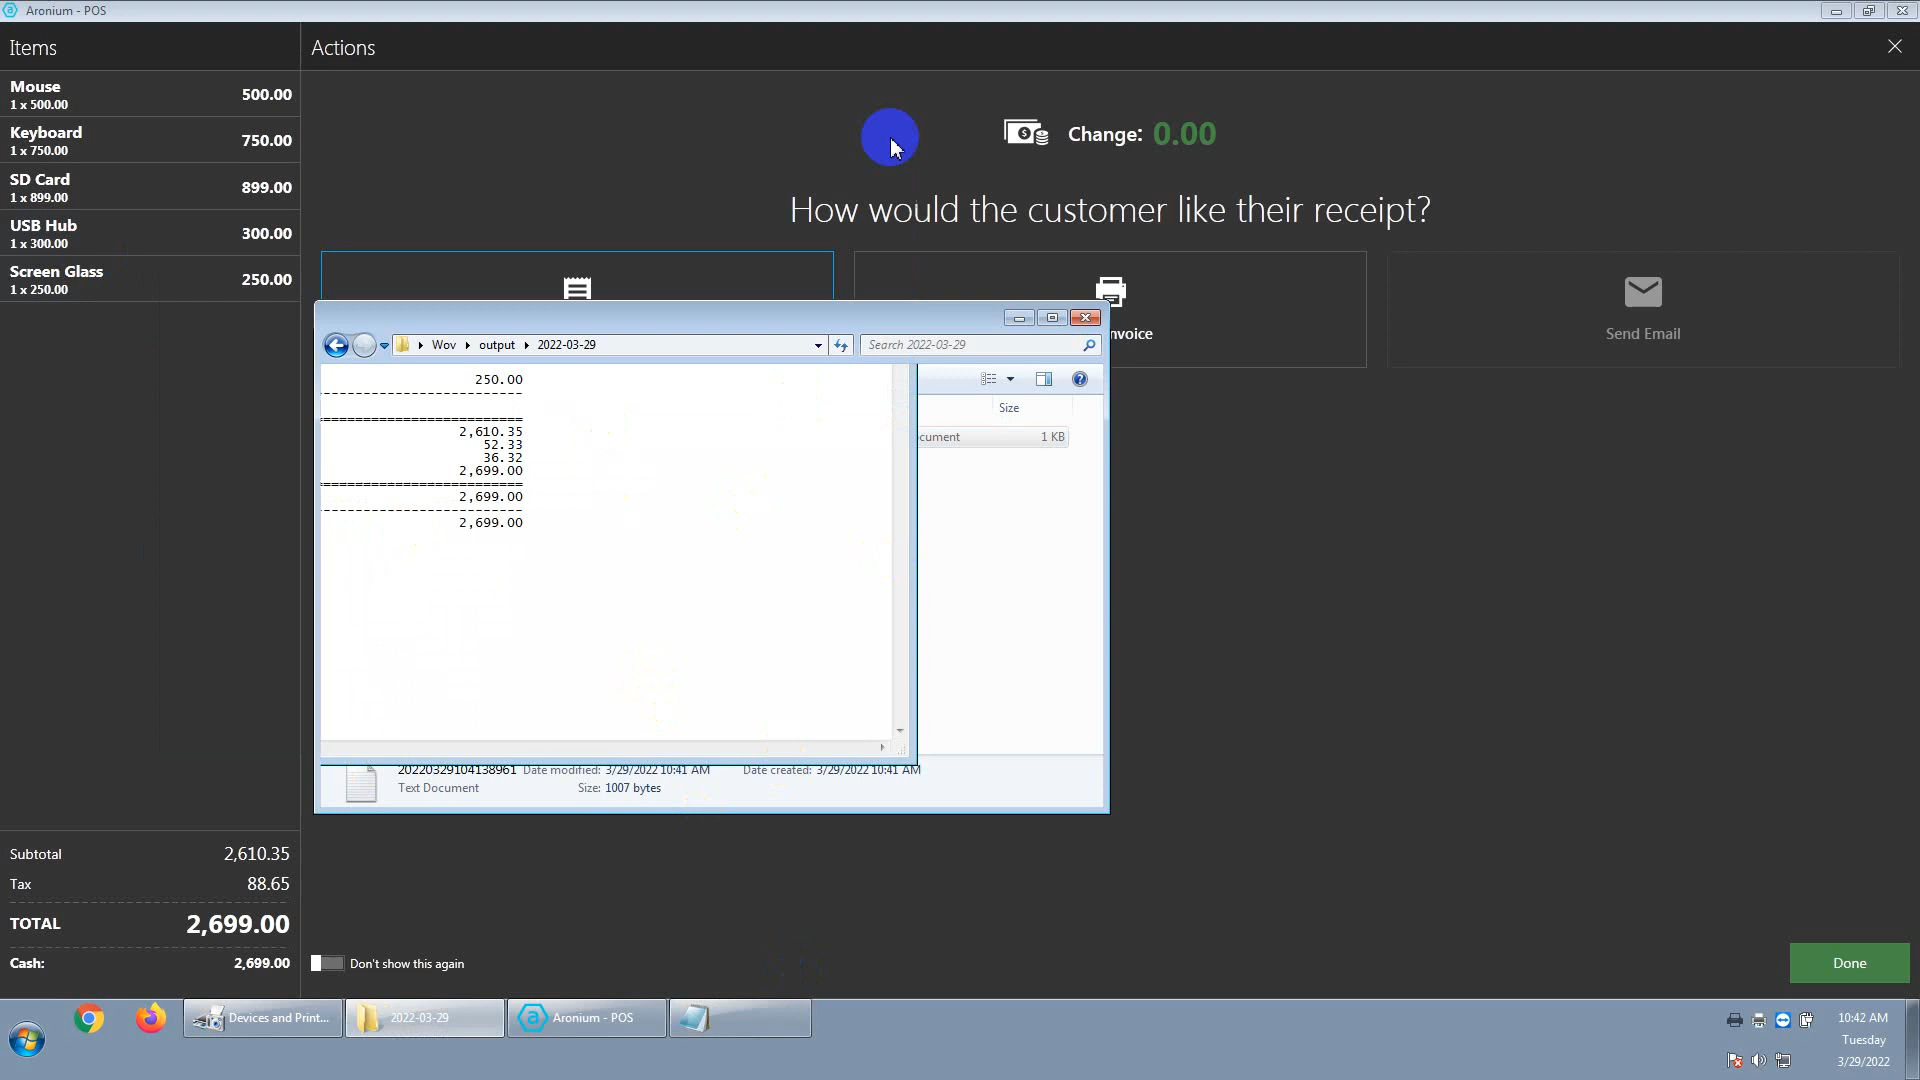 Aronium - POS
Items
Actions
Mouse
1 x 500.00
500.00
Keyboard
1 x 750.00
750.00
SD Card
1 x 899.00
899.00
USB Hub
1 x 300.00
300.00
Screen Glass
1 x 250.00
250.00
Change: 0.00
How would the customer like their receipt?
nvoice
Send Email
Wov
output
2022-03-29
Search 2022-03-29
250.00
2,610.35
52.33
36.32
2,699.00
2,699.00
2,699.00
Size
cument
1 KB
20220329104138961 Date modified: 3/29/2022 10:41 AM Date created: 3/29/2022 10:41 AM
Text Document Size: 1007 bytes
Subtotal 2,610.35
Tax 88.65
TOTAL 2,699.00
Cash: 2,699.00
Don't show this again
Done
Devices and Print...
2022-03-29
Aronium - POS
10:42 AM
Tuesday
3/29/2022